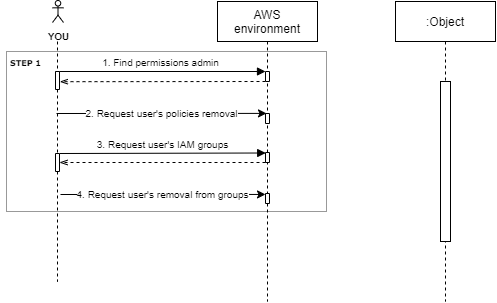 YOU
AWS
environment
:Object
STEP 1
1. Find permissions admin
2. Request user's policies removal
3. Request user's IAM groups
4. Request user's removal from groups